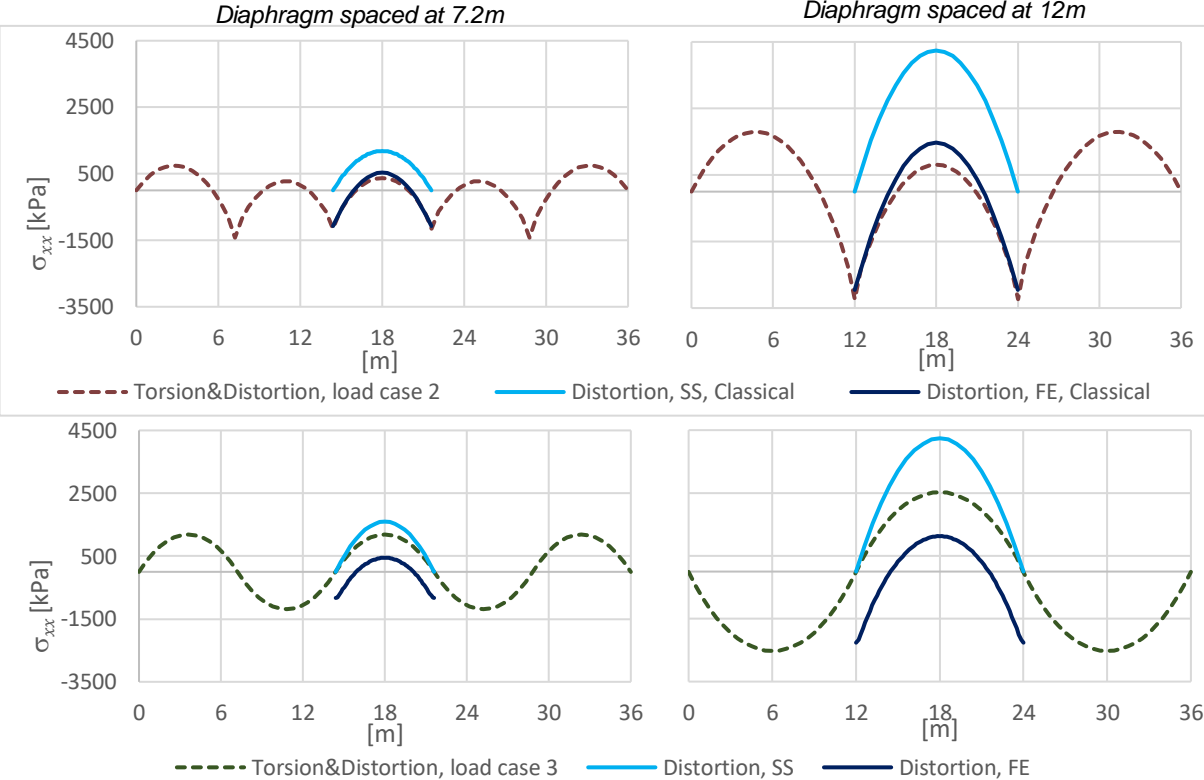 Diaphragm spaced at 7.2m
Diaphragm spaced at 12m
4500
2500
500
-1500
-3500
σxx [kPa]
0 6 12 18 24 30 36
[m]
0 6 12 18 24 30 36
[m]
Torsion&Distortion, load case 2 Distortion, SS, Classical Distortion, FE, Classical
4500
2500
500
-1500
-3500
σxx [kPa]
0 6 12 18 24 30 36
[m]
0 6 12 18 24 30 36
[m]
Torsion&Distortion, load case 3 Distortion, SS Distortion, FE